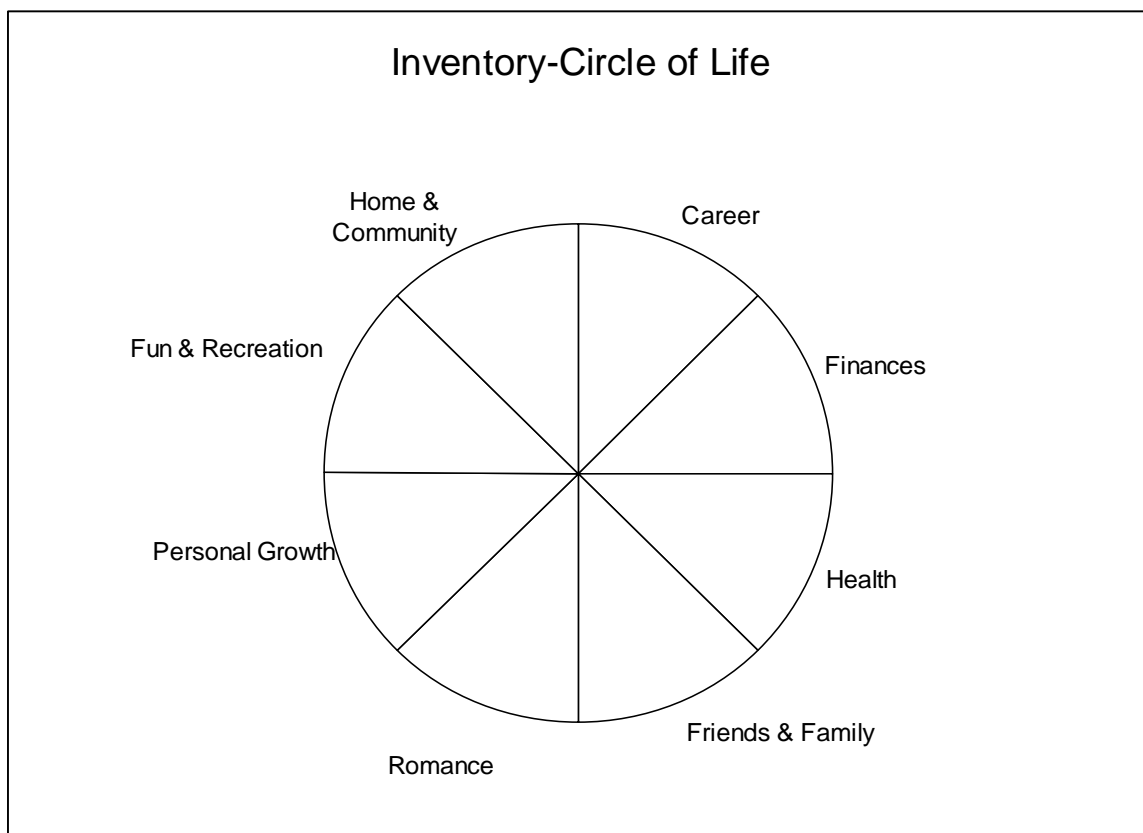 Inventory-Circle of Life
Home &
Community
Career
Fun & Recreation
Finances
Personal Growth
Health
Friends & Family
Romance